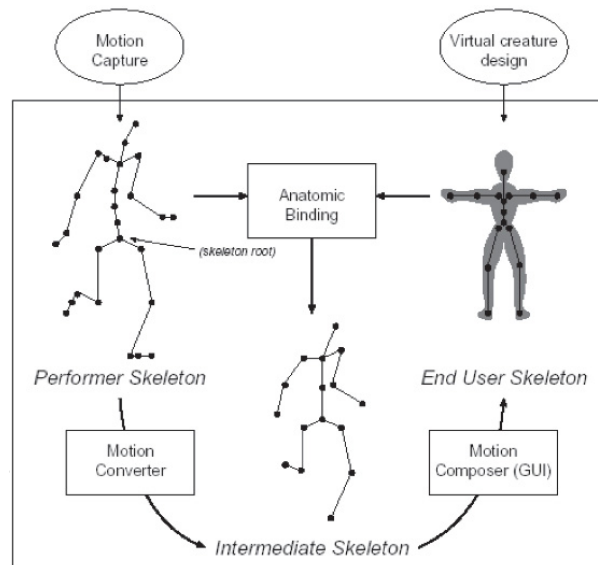 Motion
Capture
Virtual creature
design
Anatomic
Binding
(skeleton root)
Performer Skeleton
End User Skeleton
Motion
Converter
Motion
Composer (GUI)
Intermediate Skeleton